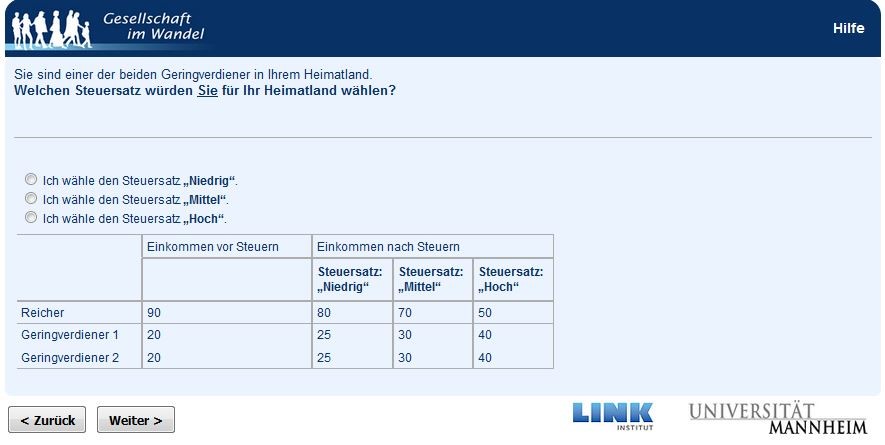 Gesellschaft
im Wandel
Hilfe
Sie sind einer der beiden Geringverdiener in Ihrem Heimatland.
Welchen Steuersatz würden Sie für Ihr Heimatland wählen?
Ich wähle den Steuersatz „Niedrig“.
Ich wähle den Steuersatz „Mittel“.
Ich wähle den Steuersatz „Hoch“.
Einkommen vor Steuern Einkommen nach Steuern
Steuersatz: Steuersatz: Steuersatz:
„Niedrig“ „Mittel“ „Hoch“
Reicher 90 80 70 50
Geringverdiener 1 20 25 30 40
Geringverdiener 2 20 25 30 40
< Zurück Weiter >
LINK
INSTITUT
UNIVERSITÄT
MANNHEIM